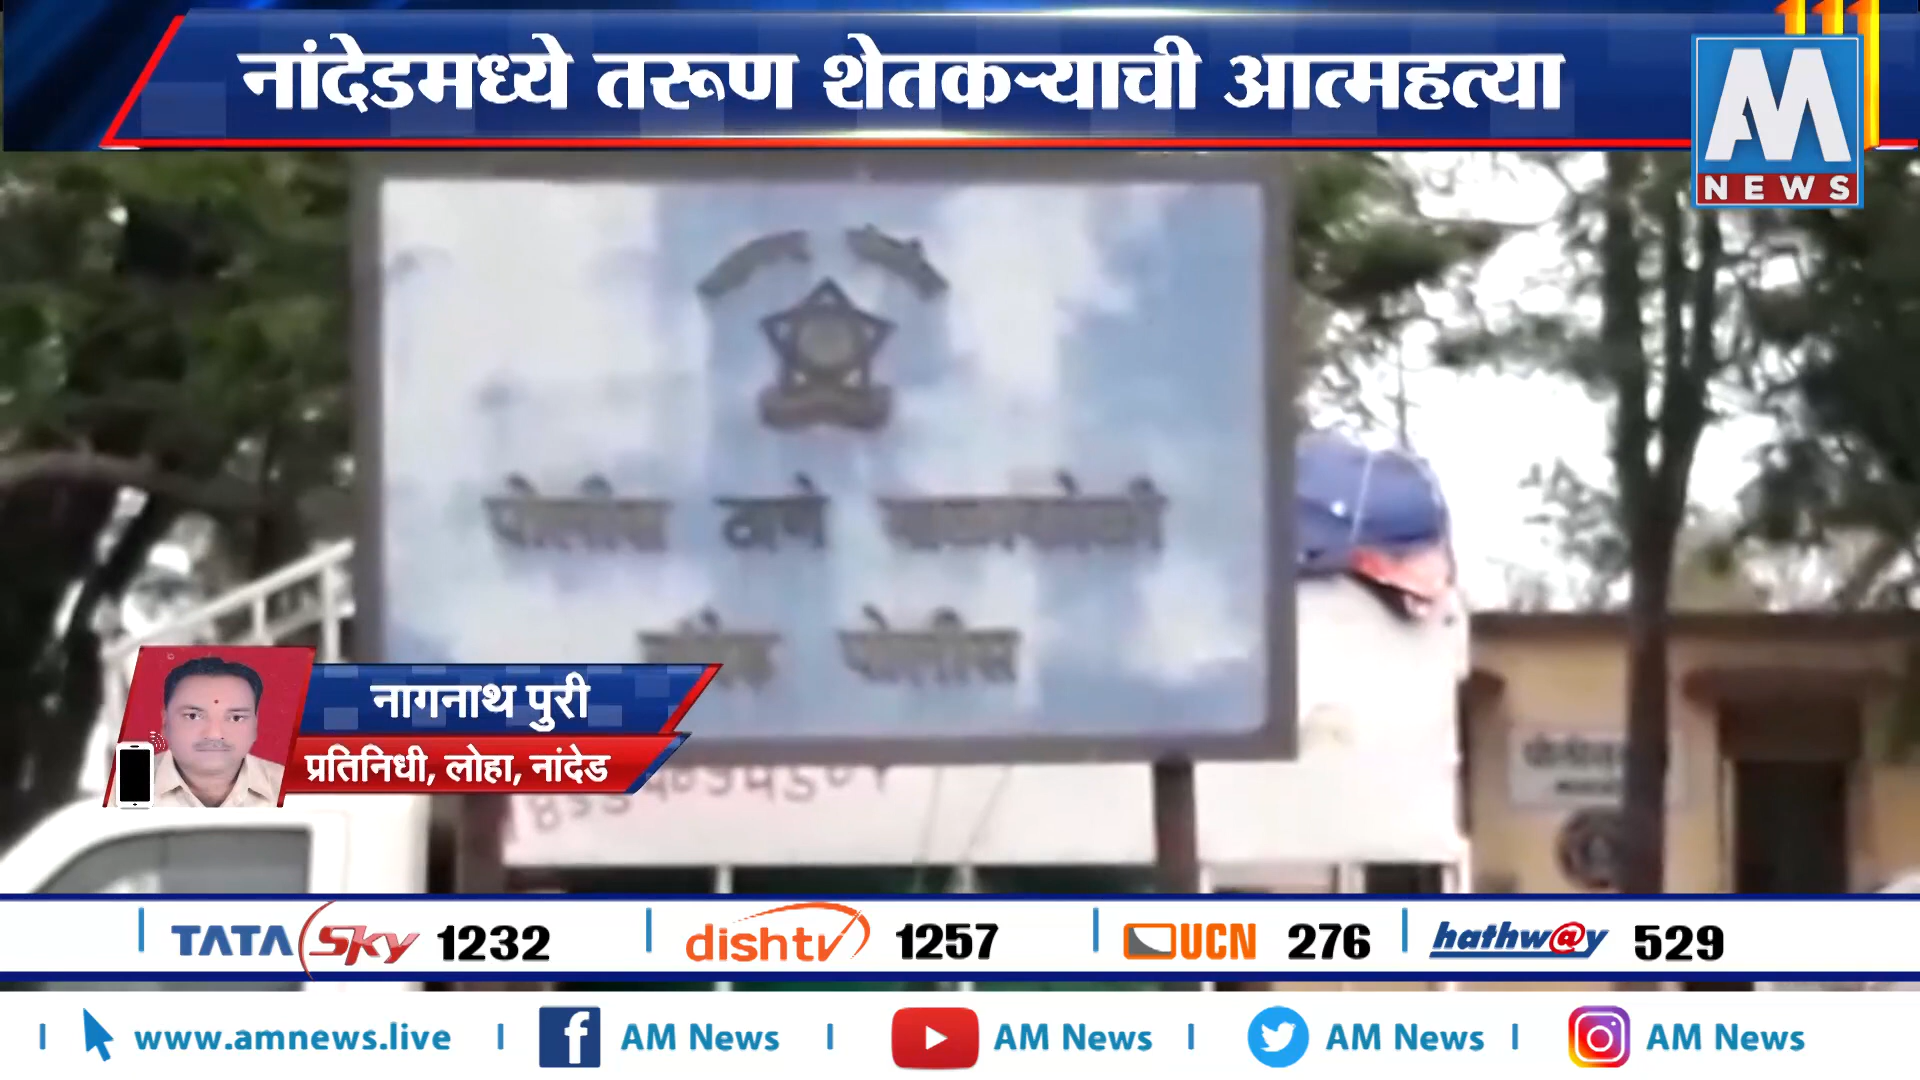 नांदेडमध्ये तरूण शेतकऱ्याची आत्महत्या
AM
NEWS
पोलीस ठाणे
पोलीस
नागनाथ पुरी
प्रतिनिधी, लोहा, नांदेड
TATA Sky 1232
dishtv 1257
UCN 276
hathw@y 529
www.amnews.live
AM News
AM News
AM News
AM News